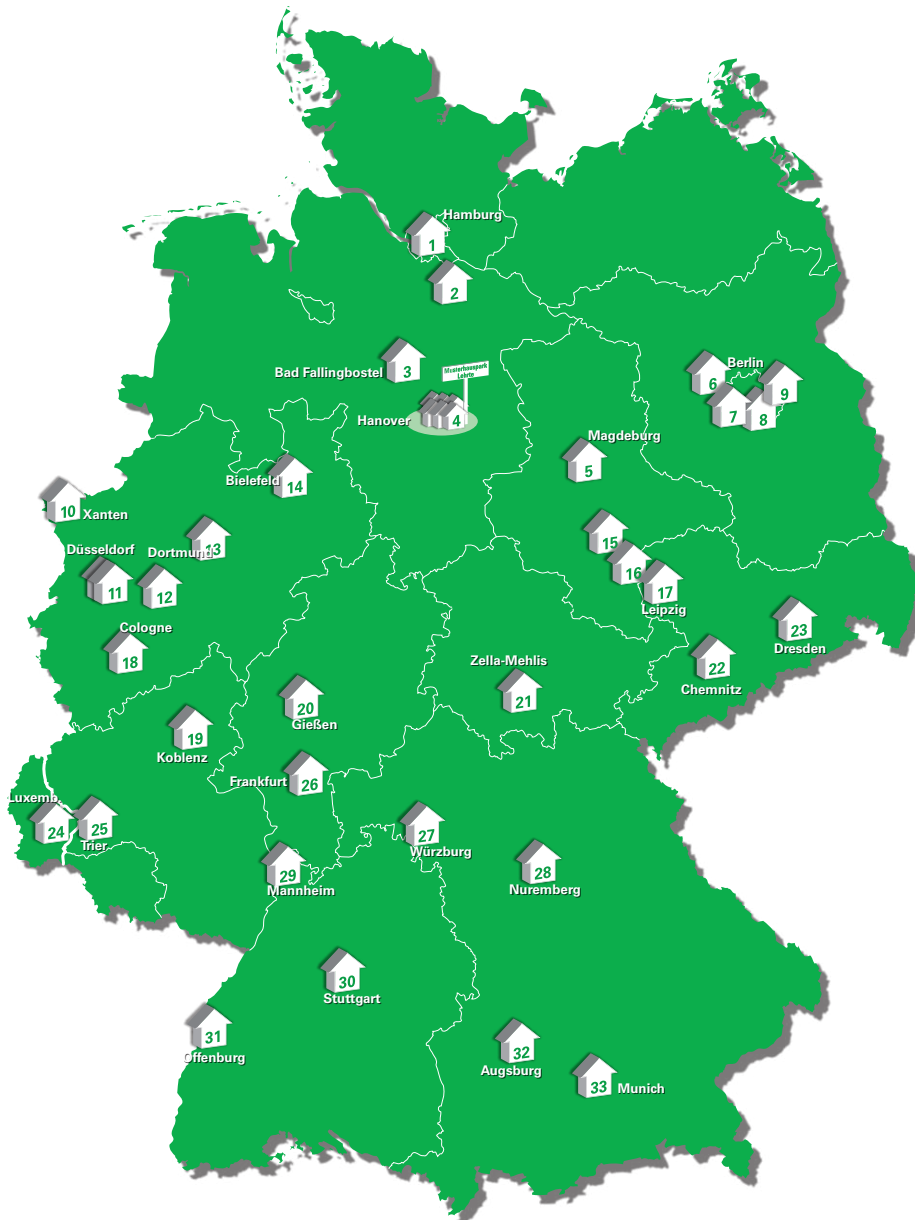 Hamburg
1
2
Bad Fallingbostel
3
Musterhauspark
Lehrte
Hanover
4
Berlin
6
7
8
9
Magdeburg
5
Bielefeld
14
10
Xanten
Düsseldorf
11
Dortmund
13
12
15
16
17
Leipzig
Cologne
18
23
Dresden
22
Chemnitz
Zella-Mehlis
21
20
Gießen
19
Koblenz
Frankfurt
26
Luxemb.
24
25
Trier
27
Würzburg
28
Nuremberg
29
Mannheim
30
Stuttgart
31
Offenburg
32
Augsburg
33
Munich